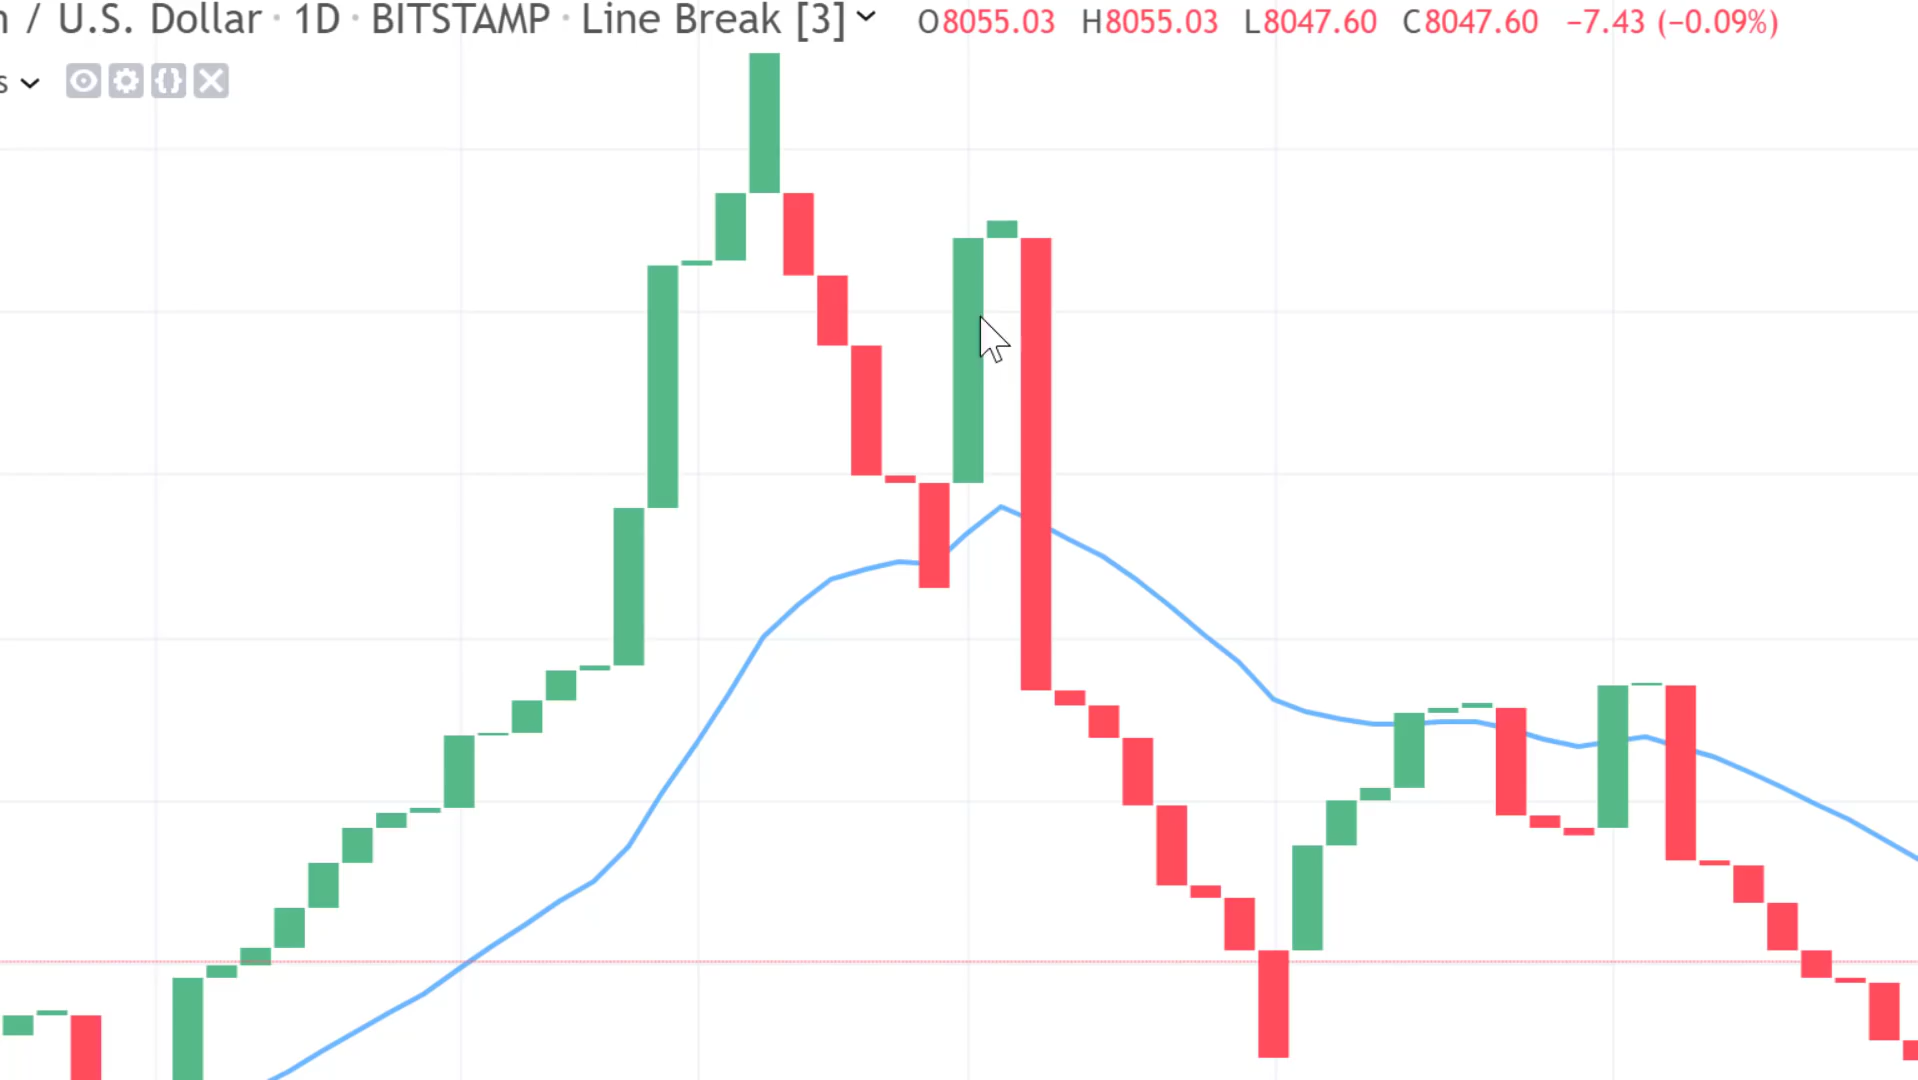 / U.S. Dollar · 1D · BITSTAMP · Line Break [3] O8055.03 H8055.03 L8047.60 C8047.60 −7.43 (−0.09%)